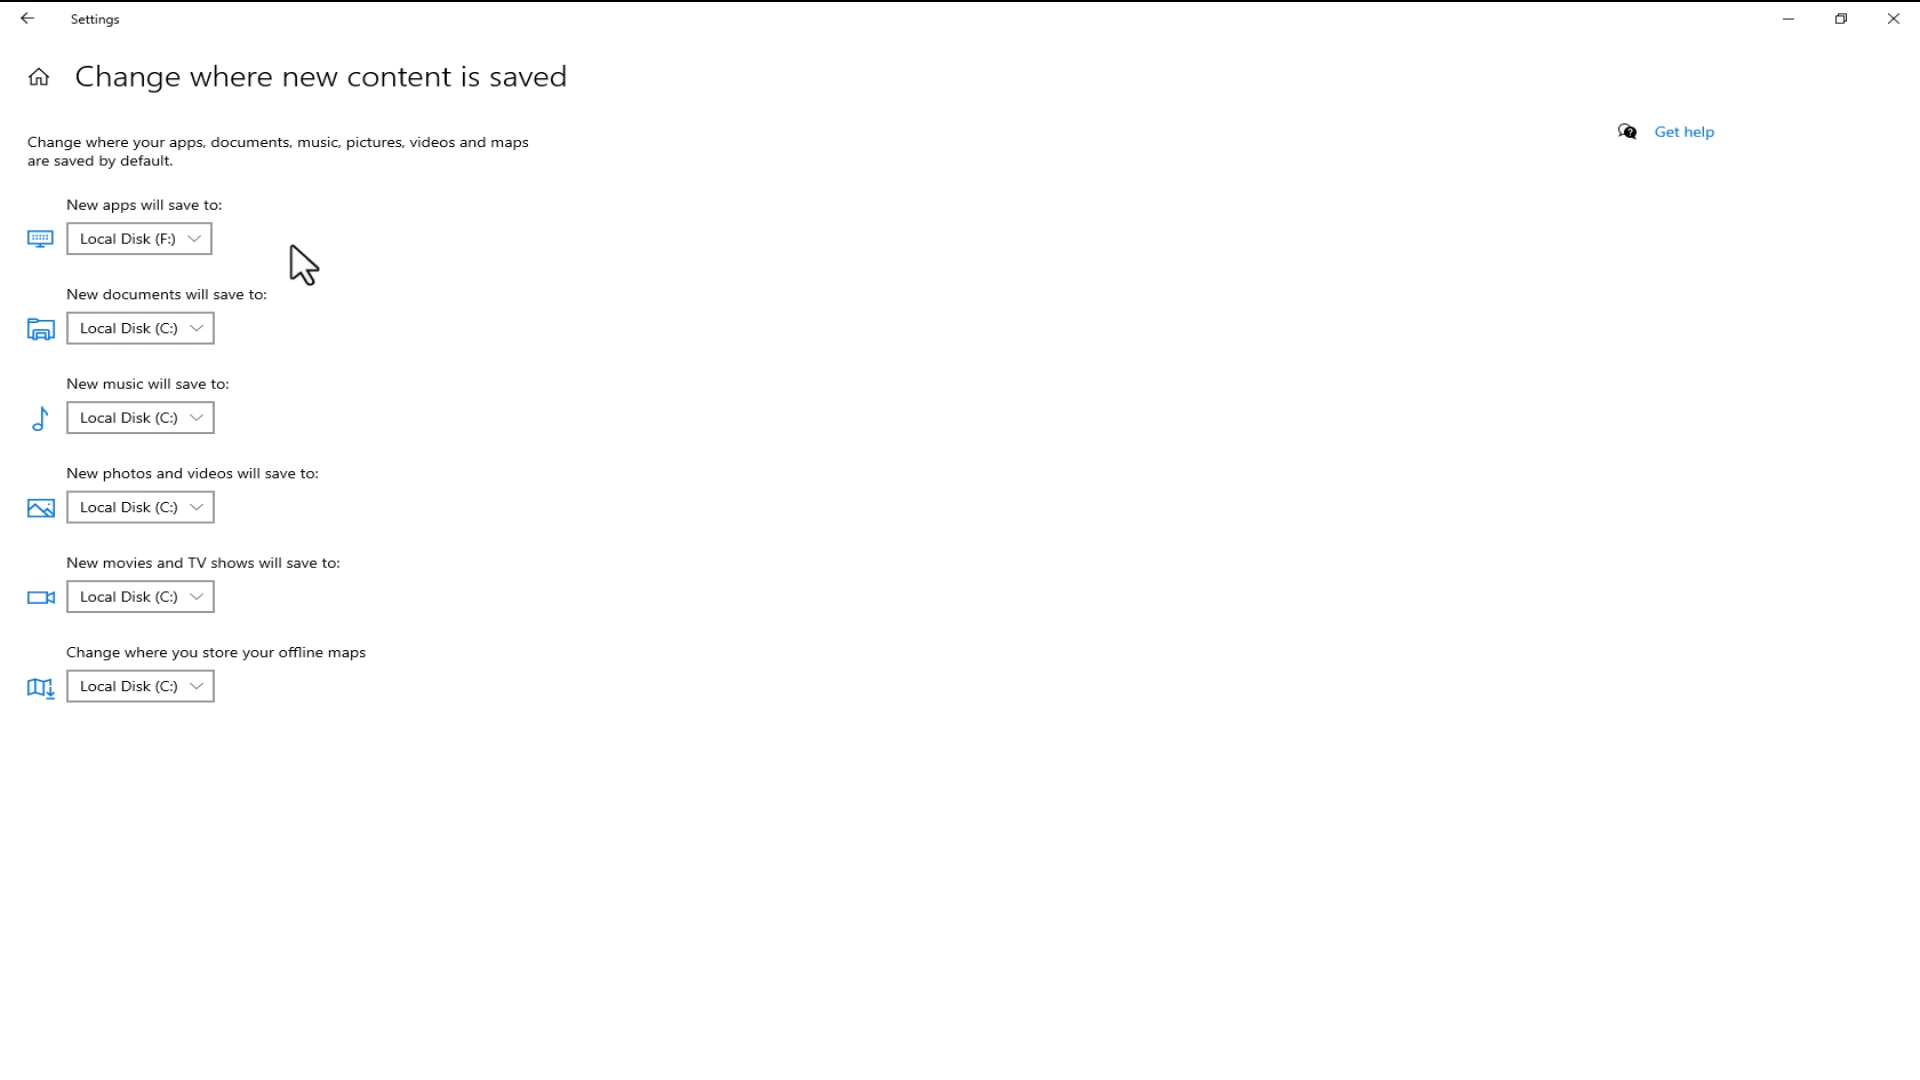 Settings
Change where new content is saved
Change where your apps, documents, music, pictures, videos and maps
are saved by default.
Get help
New apps will save to:
Local Disk (F:)
New documents will save to:
Local Disk (C:)
New music will save to:
Local Disk (C:)
New photos and videos will save to:
Local Disk (C:)
New movies and TV shows will save to:
Local Disk (C:)
Change where you store your offline maps
Local Disk (C:)